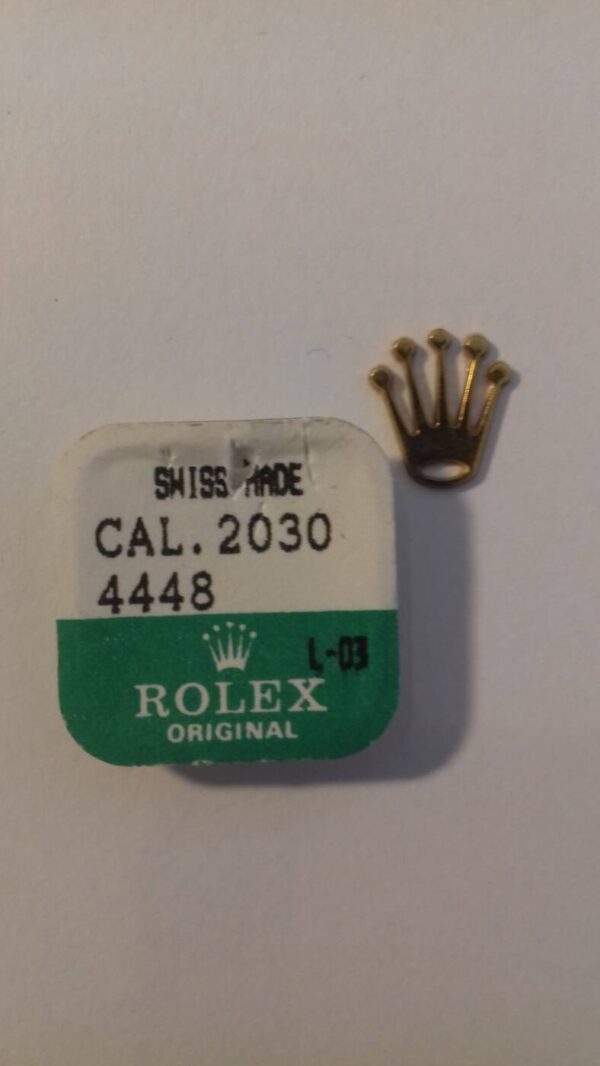 SWISS MADE
CAL. 2030
4448
L-03
ROLEX
ORIGINAL